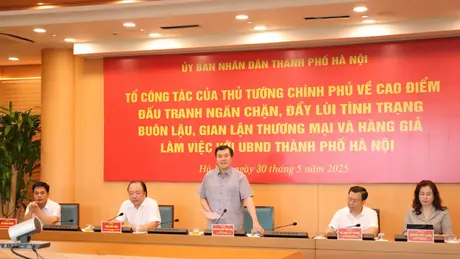 ỦY BAN NHÂN DÂN THÀNH PHỐ HÀ NỘI
TỔ CÔNG TÁC CỦA THỦ TƯỚNG CHÍNH PHỦ VỀ CAO ĐIỂM
ĐẤU TRANH NGĂN CHẶN, ĐẨY LÙI TÌNH TRẠNG
BUÔN LẬU, GIAN LẬN THƯƠNG MẠI VÀ HÀNG GIẢ
LÀM VIỆC VỚI UBND THÀNH PHỐ HÀ NỘI
30 tháng 5 năm 2025